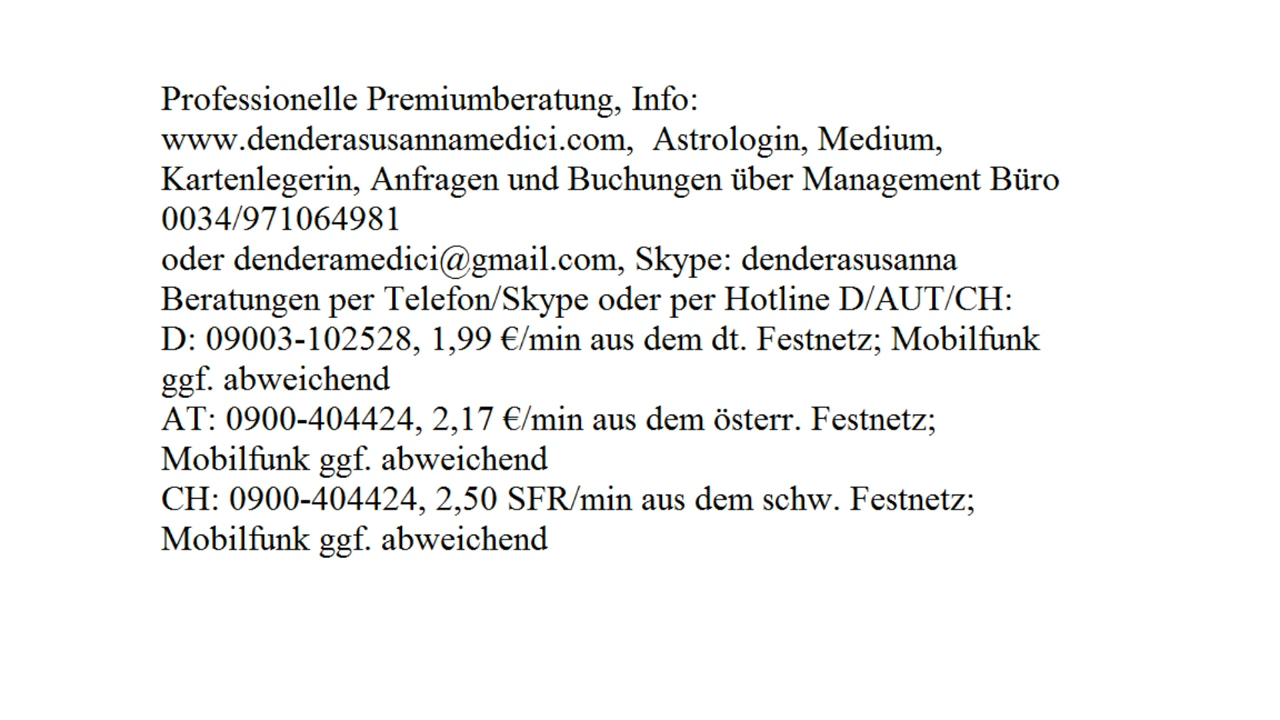 Professionelle Premiumberatung, Info:
www.denderasusannamedici.com,  Astrologin, Medium,
Kartenlegerin, Anfragen und Buchungen über Management Büro
0034/971064981
oder denderamedici@gmail.com, Skype: denderasusanna
Beratungen per Telefon/Skype oder per Hotline D/AUT/CH:
D: 09003-102528, 1,99 €/min aus dem dt. Festnetz; Mobilfunk
ggf. abweichend
AT: 0900-404424, 2,17 €/min aus dem österr. Festnetz;
Mobilfunk ggf. abweichend
CH: 0900-404424, 2,50 SFR/min aus dem schw. Festnetz;
Mobilfunk ggf. abweichend